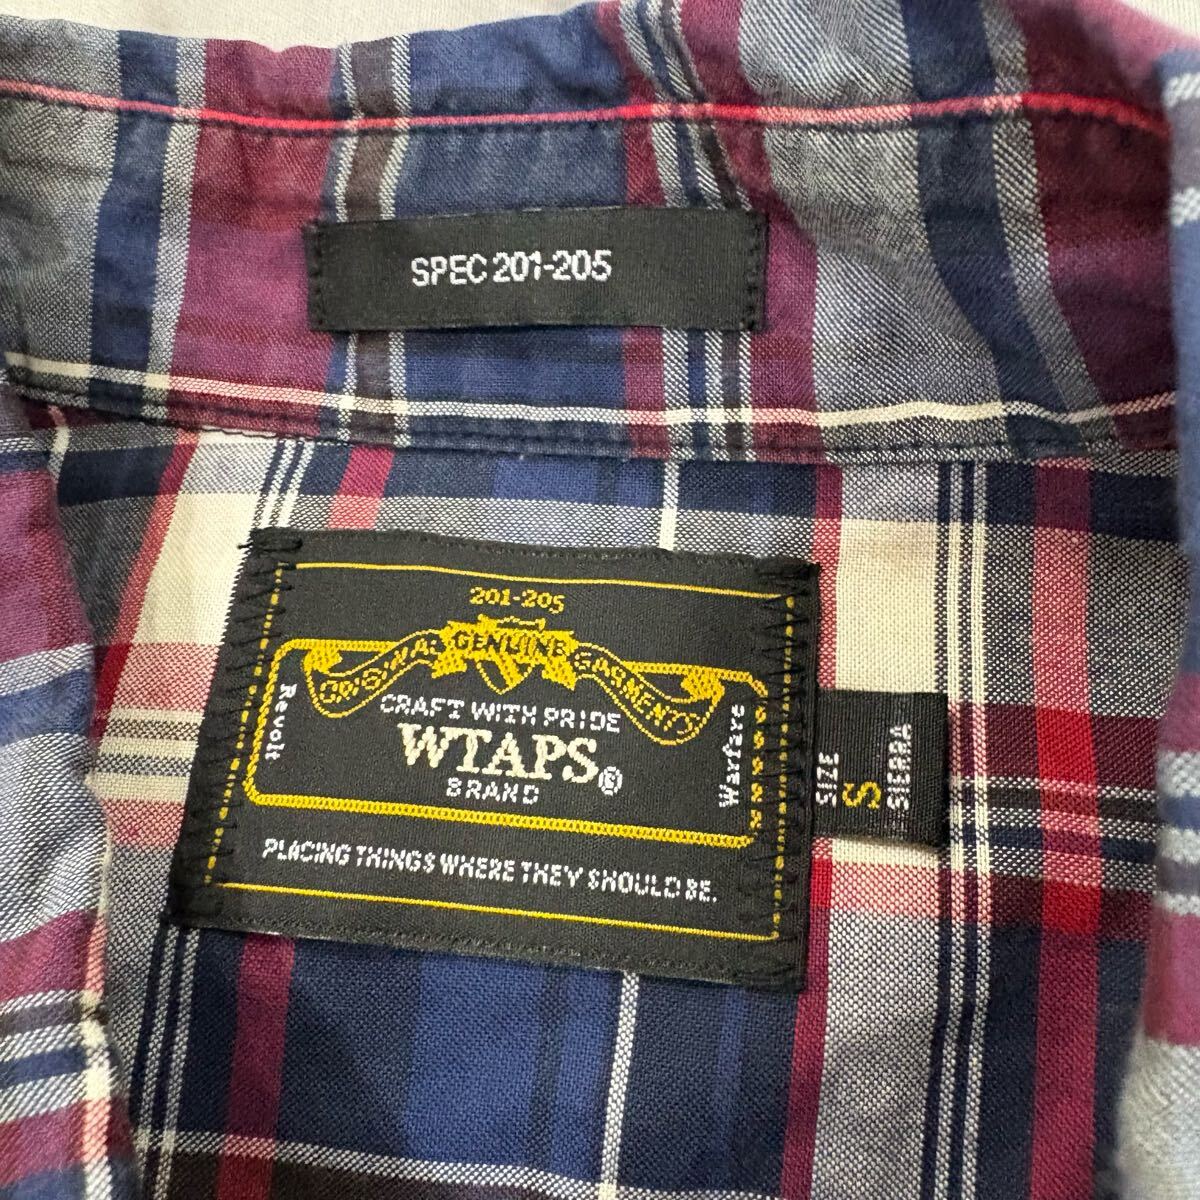 SPEC 201-205
201-205
ORIGINAL GENUINE GARMENTS
CRAFT WITH PRIDE
WTAPS®
BRAND
Revolt
Warfare
PLACING THINGS WHERE THEY SHOULD BE.
SIZE
S
SIERRA